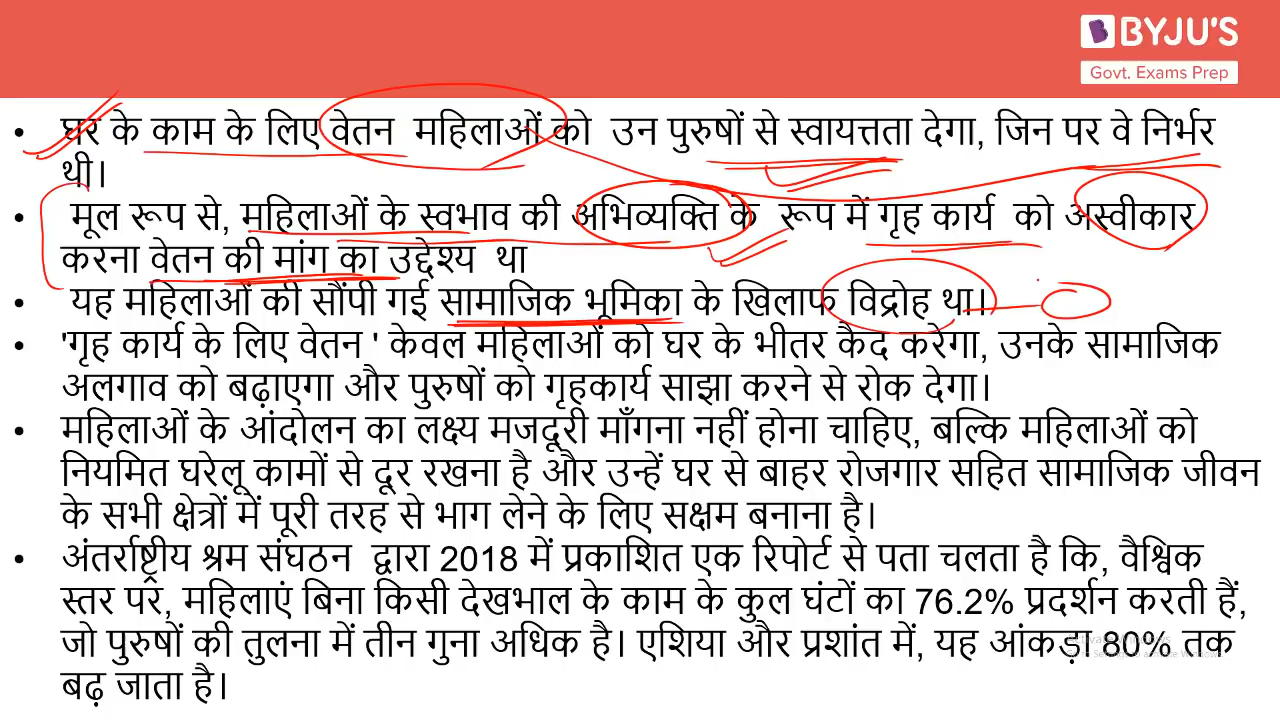 BYJU'S
Govt. Exams Prep
• घर के काम के लिए वेतन महिलाओं को उन पुरुषों से स्वायत्तता देगा, जिन पर वे निर्भर
थी।
• मूल रूप से, महिलाओं के स्वभाव की अभिव्यक्ति के रूप में गृह कार्य को अस्वीकार
करना वेतन की मांग का उद्देश्य था
• यह महिलाओं की सौंपी गई सामाजिक भूमिका के खिलाफ विद्रोह था।
• 'गृह कार्य के लिए वेतन ' केवल महिलाओं को घर के भीतर कैद करेगा, उनके सामाजिक
अलगाव को बढ़ाएगा और पुरुषों को गृहकार्य साझा करने से रोक देगा।
• महिलाओं के आंदोलन का लक्ष्य मजदूरी माँगना नहीं होना चाहिए, बल्कि महिलाओं को
नियमित घरेलू कामों से दूर रखना है और उन्हें घर से बाहर रोजगार सहित सामाजिक जीवन
के सभी क्षेत्रों में पूरी तरह से भाग लेने के लिए सक्षम बनाना है।
• अंतर्राष्ट्रीय श्रम संघठन द्वारा 2018 में प्रकाशित एक रिपोर्ट से पता चलता है कि, वैश्विक
स्तर पर, महिलाएं बिना किसी देखभाल के काम के कुल घंटों का 76.2% प्रदर्शन करती हैं,
जो पुरुषों की तुलना में तीन गुना अधिक है। एशिया और प्रशांत में, यह आंकड़ा 80% तक
बढ़ जाता है।